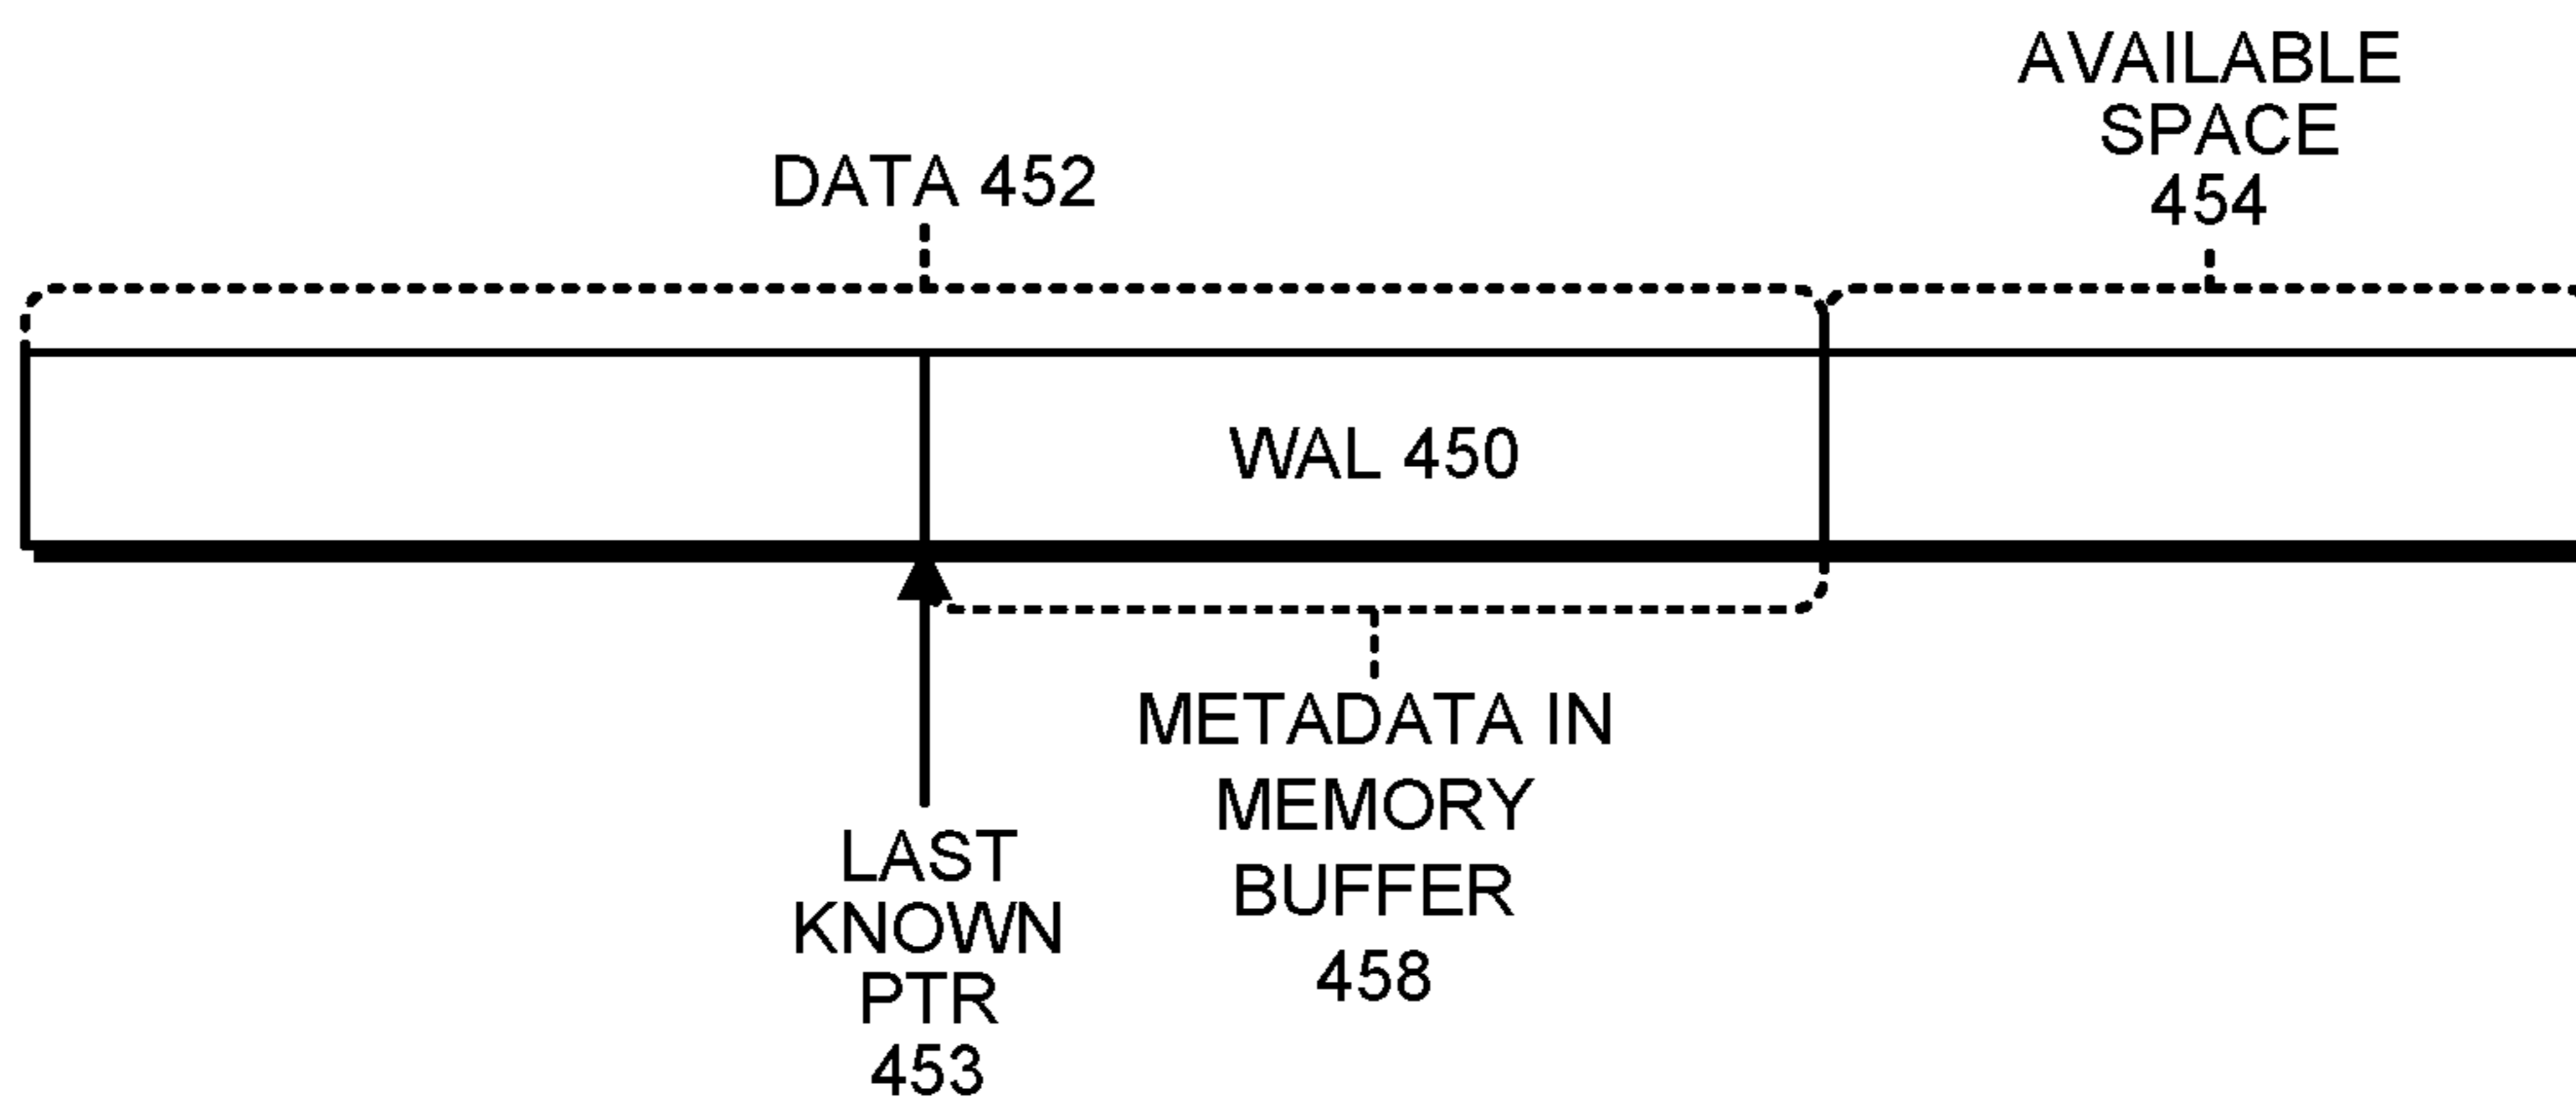 AVAILABLE
SPACE
454
DATA 452
WAL 450
METADATA IN
MEMORY
BUFFER
458
LAST
KNOWN
PTR
453